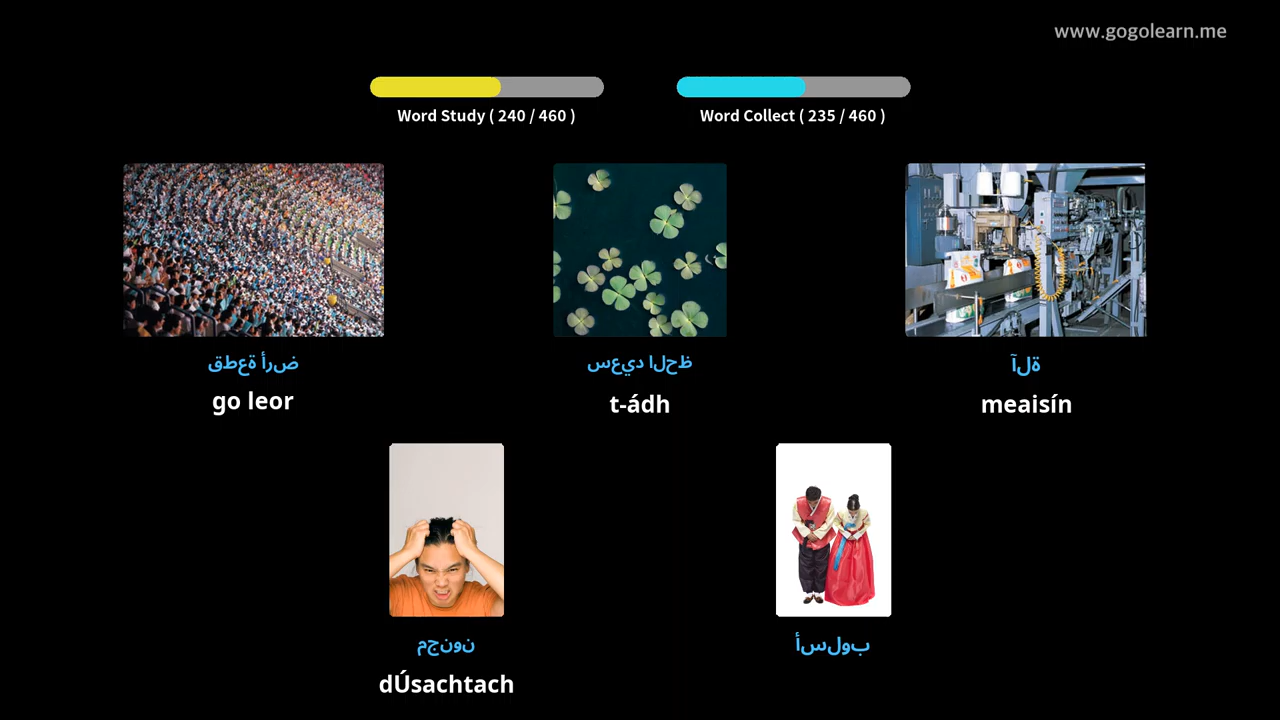 www.gogolearn.me
Word Study ( 240 / 460 )
Word Collect ( 235 / 460 )
قطعة أرض
go leor
سعيد الحظ
t-ádh
آلة
meaisín
مجنون
dÚsachtach
أسلوب